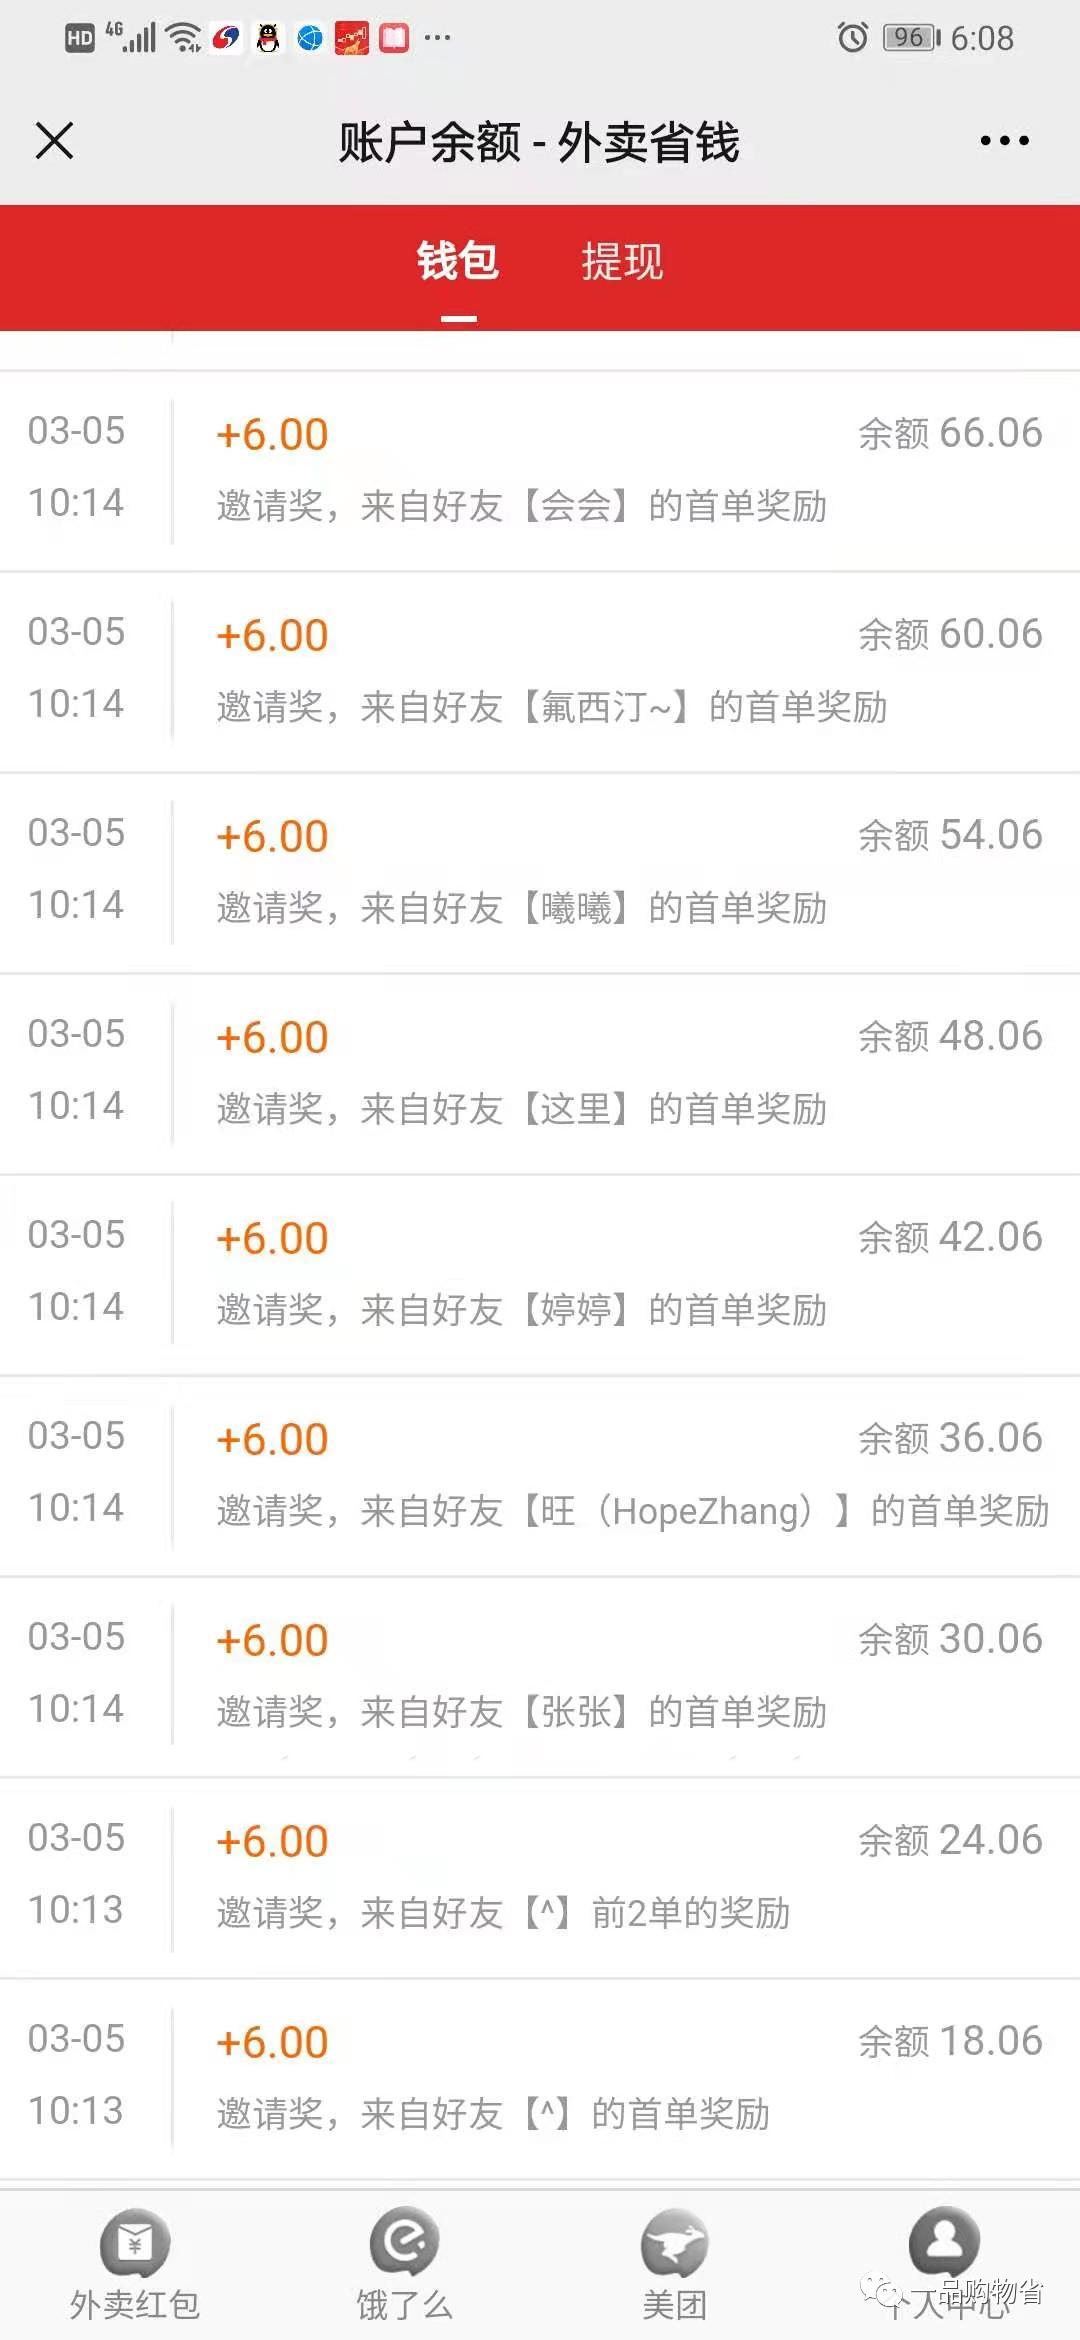 HD 4G 96 6:08
账户余额 - 外卖省钱
钱包 提现
03-05 +6.00 余额 66.06
10:14 邀请奖，来自好友【会会】的首单奖励
03-05 +6.00 余额 60.06
10:14 邀请奖，来自好友【氟西汀~】的首单奖励
03-05 +6.00 余额 54.06
10:14 邀请奖，来自好友【曦曦】的首单奖励
03-05 +6.00 余额 48.06
10:14 邀请奖，来自好友【这里】的首单奖励
03-05 +6.00 余额 42.06
10:14 邀请奖，来自好友【婷婷】的首单奖励
03-05 +6.00 余额 36.06
10:14 邀请奖，来自好友【旺（HopeZhang）】的首单奖励
03-05 +6.00 余额 30.06
10:14 邀请奖，来自好友【张张】的首单奖励
03-05 +6.00 余额 24.06
10:13 邀请奖，来自好友【^】前2单的奖励
03-05 +6.00 余额 18.06
10:13 邀请奖，来自好友【^】的首单奖励
外卖红包 饿了么 美团 个人中心
一品购物省